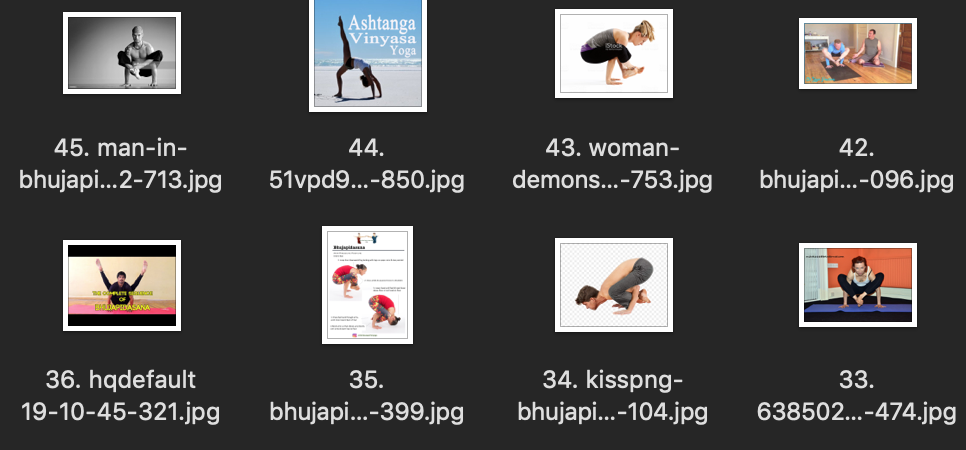 Ashtanga
Vinyasa
Yoga
iStock
45. man-in-
bhujapi...2-713.jpg
44.
51vpd9...-850.jpg
43. woman-
demons...-753.jpg
42.
bhujapi...-096.jpg
THE COMPLETE
OF
BHUJAPIDASANA
Bhujapidasana
36. hqdefault
19-10-45-321.jpg
35.
bhujapi...-399.jpg
34. kisspng-
bhujapi...-104.jpg
33.
638502...-474.jpg